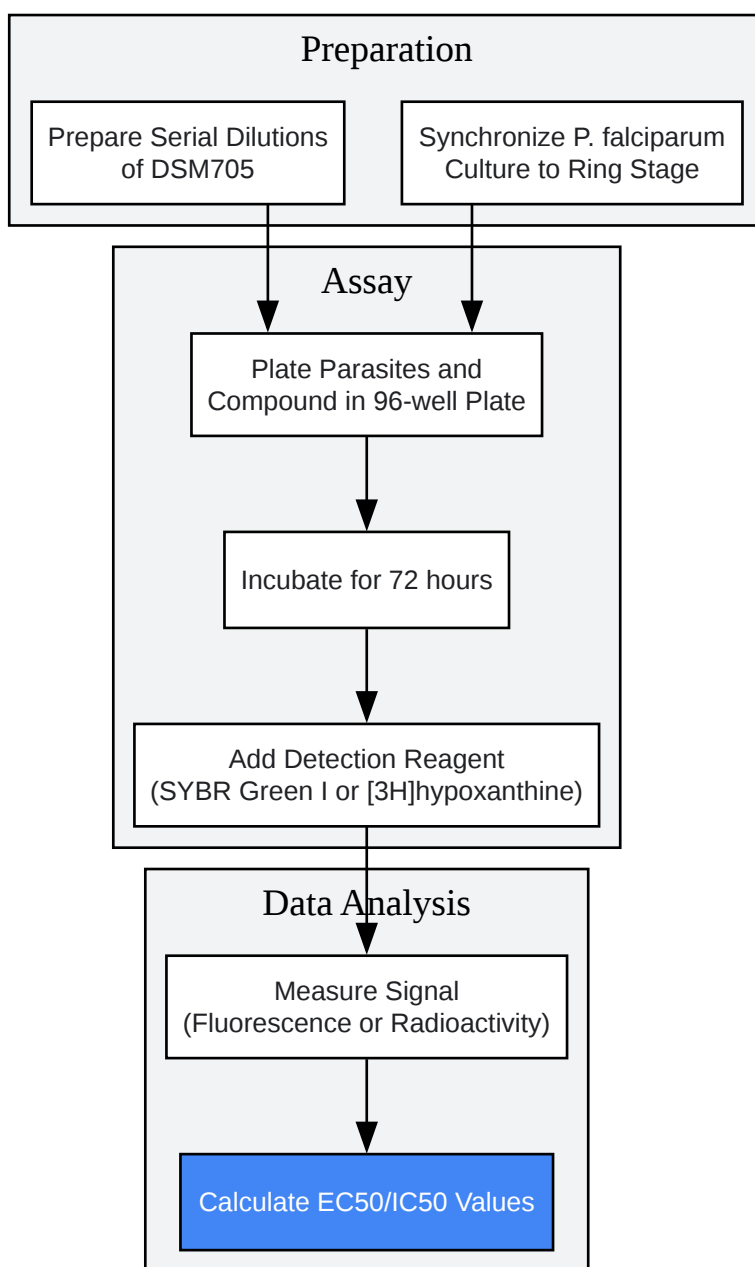 Preparation
Prepare Serial Dilutions
of DSM705
Synchronize P. falciparum
Culture to Ring Stage
Assay
Plate Parasites and
Compound in 96-well Plate
Incubate for 72 hours
Add Detection Reagent
(SYBR Green I or [3H]hypoxanthine)
Data Analysis
Measure Signal
(Fluorescence or Radioactivity)
Calculate EC50/IC50 Values